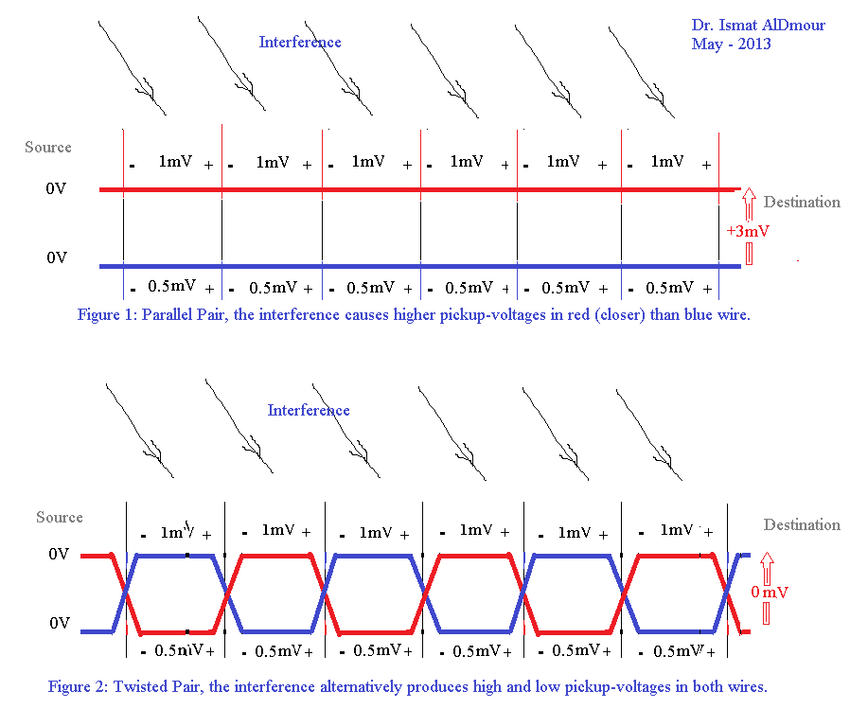 Dr. Ismat AlDmour
May - 2013
Interference
Source
- 1mV + - 1mV + - 1mV + - 1mV + - 1mV + - 1mV +
0V
Destination
+3mV
0V
- 0.5mV + - 0.5mV + - 0.5mV + - 0.5mV + - 0.5mV + - 0.5mV +
Figure 1: Parallel Pair, the interference causes higher pickup-voltages in red (closer) than blue wire.
Interference
Source
Destination
- 1mV + - 1mV + - 1mV + - 1mV + - 1mV + - 1mV +
0V
0 mV
0V
- 0.5mV + - 0.5mV + - 0.5mV + - 0.5mV + - 0.5mV + - 0.5mV +
Figure 2: Twisted Pair, the interference alternatively produces high and low pickup-voltages in both wires.